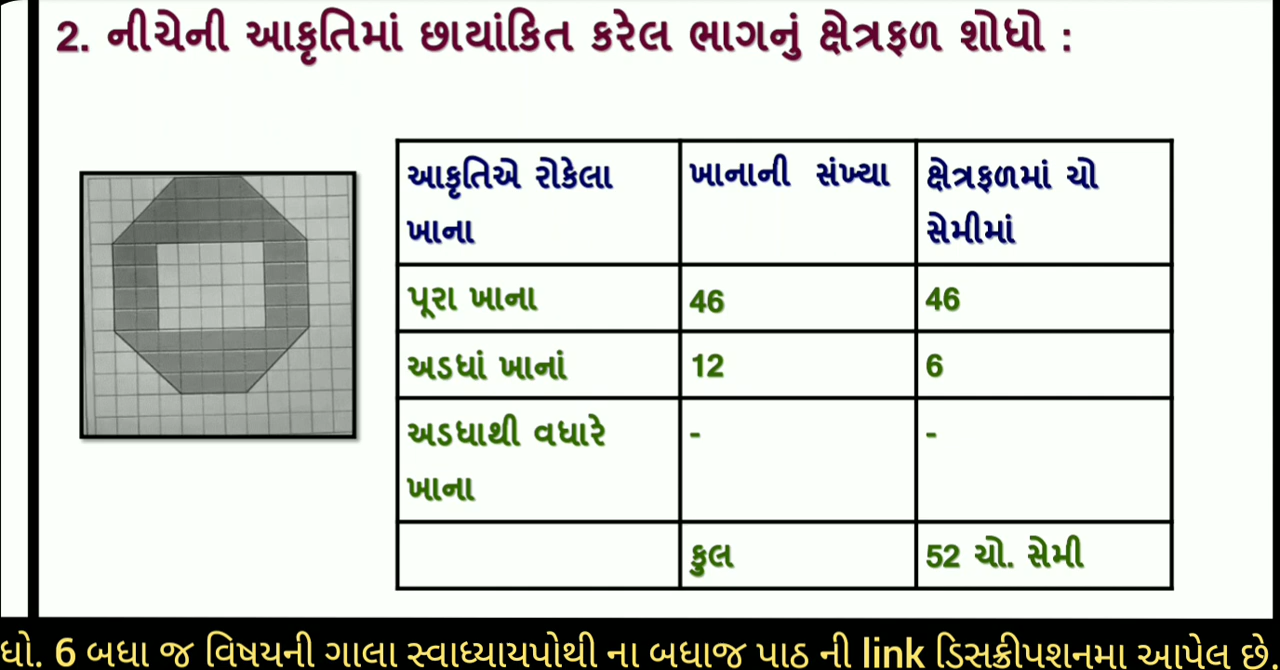 2. નીચેની આકૃતિમાં છાયાંકિત કરેલ ભાગનું ક્ષેત્રફળ શોધો :
આકૃતિએ રોકેલા ખાના
ખાનાની સંખ્યા
ક્ષેત્રફળમાં ચો સેમીમાં
પૂરા ખાના
46
46
અડધાં ખાનાં
12
6
અડધાથી વધારે ખાના
-
-
કુલ
52 ચો. સેમી
ધો. 6 બધા જ વિષયની ગાલા સ્વાધ્યાયપોથી ના બધાજ પાઠ ની link ડિસક્રીપશનમા આપેલ છે